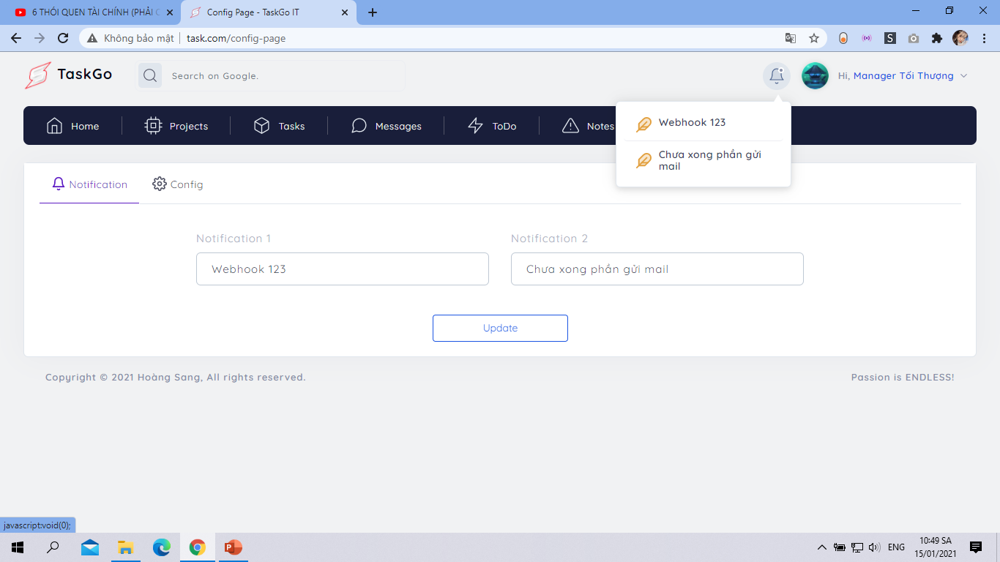 6 THÓI QUEN TÀI CHÍNH (PHẢI C
Config Page - TaskGo IT
Không bảo mật
task.com/config-page
TaskGo
Search on Google.
Hi, Manager Tối Thượng
Home
Projects
Tasks
Messages
ToDo
Notes
Webhook 123
Chưa xong phần gửi
mail
Notification
Config
Notification 1
Notification 2
Webhook 123
Chưa xong phần gửi mail
Update
Copyright © 2021 Hoàng Sang, All rights reserved.
Passion is ENDLESS!
javascript:void(0);
ENG
10:49 SA
15/01/2021